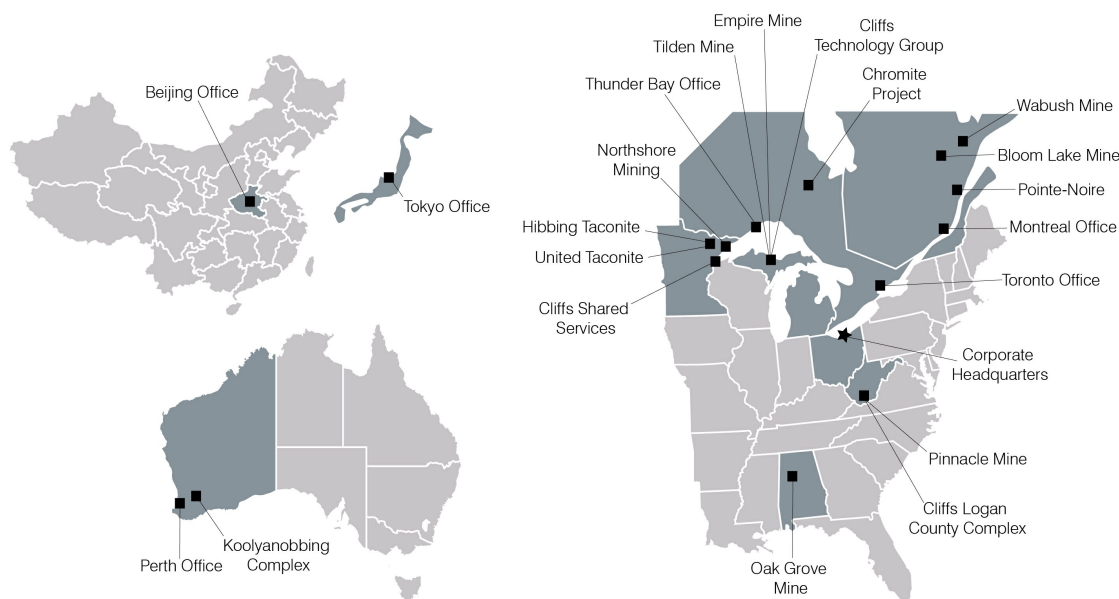 Beijing Office
Tokyo Office
Perth Office
Koolyanobbing
Complex
Empire Mine
Tilden Mine
Cliffs
Technology Group
Thunder Bay Office
Chromite
Project
Northshore
Mining
Hibbing Taconite
United Taconite
Cliffs Shared
Services
Wabush Mine
Bloom Lake Mine
Pointe-Noire
Montreal Office
Toronto Office
Corporate
Headquarters
Pinnacle Mine
Cliffs Logan
County Complex
Oak Grove
Mine